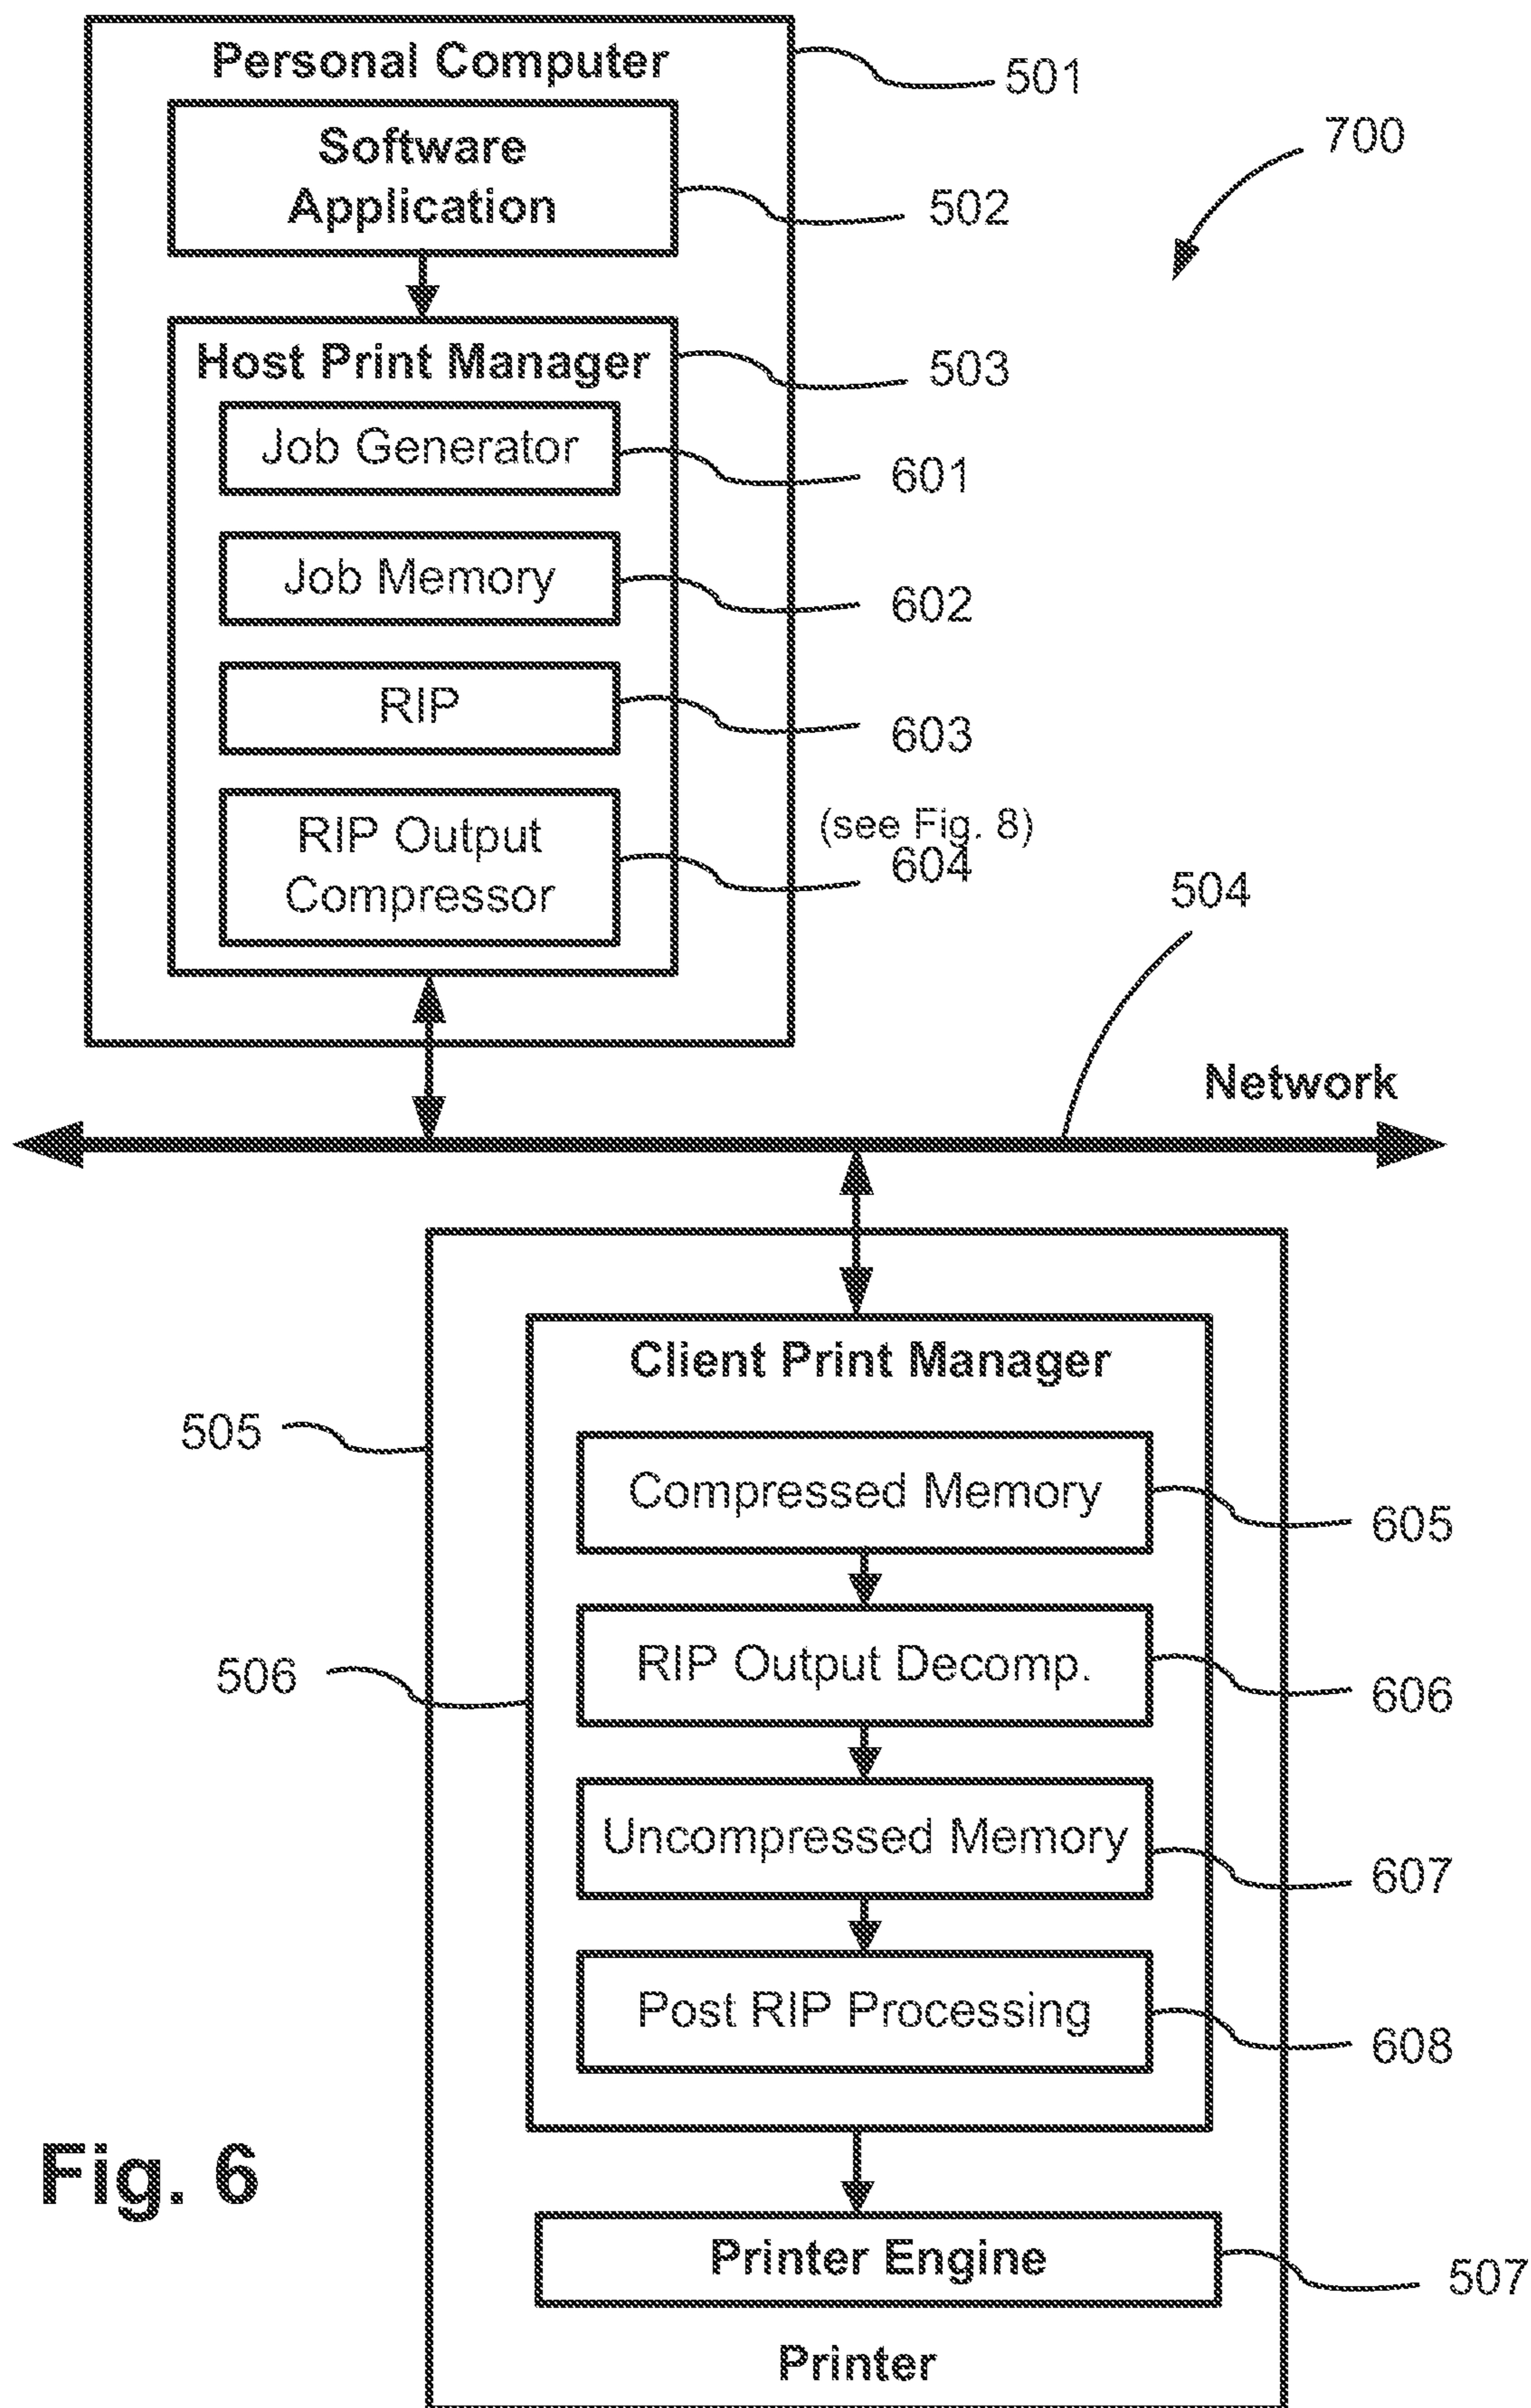 Personal Computer
501
700
Software
Application
502
Host Print Manager
503
Job Generator
601
Job Memory
602
RIP
603
RIP Output
Compressor
(see Fig. 8)
604
504
Network
Client Print Manager
505
Compressed Memory
605
506
RIP Output Decomp.
606
Uncompressed Memory
607
Post RIP Processing
608
Fig. 6
Printer Engine
507
Printer